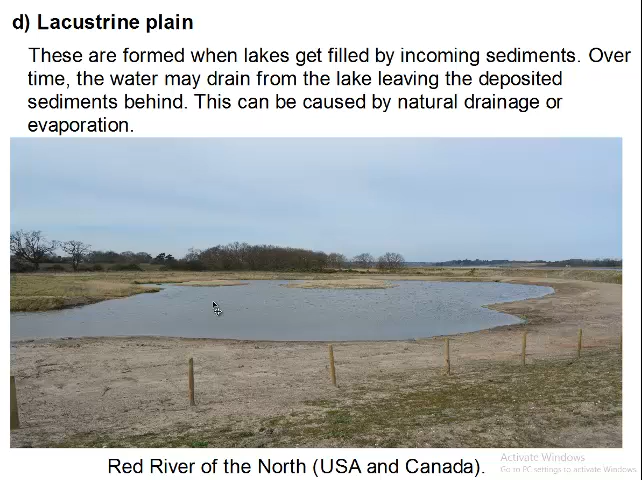 d) Lacustrine plain
These are formed when lakes get filled by incoming sediments. Over
time, the water may drain from the lake leaving the deposited
sediments behind. This can be caused by natural drainage or
evaporation.
Red River of the North (USA and Canada).
Activate Windows
Go to PC settings to activate Windows.